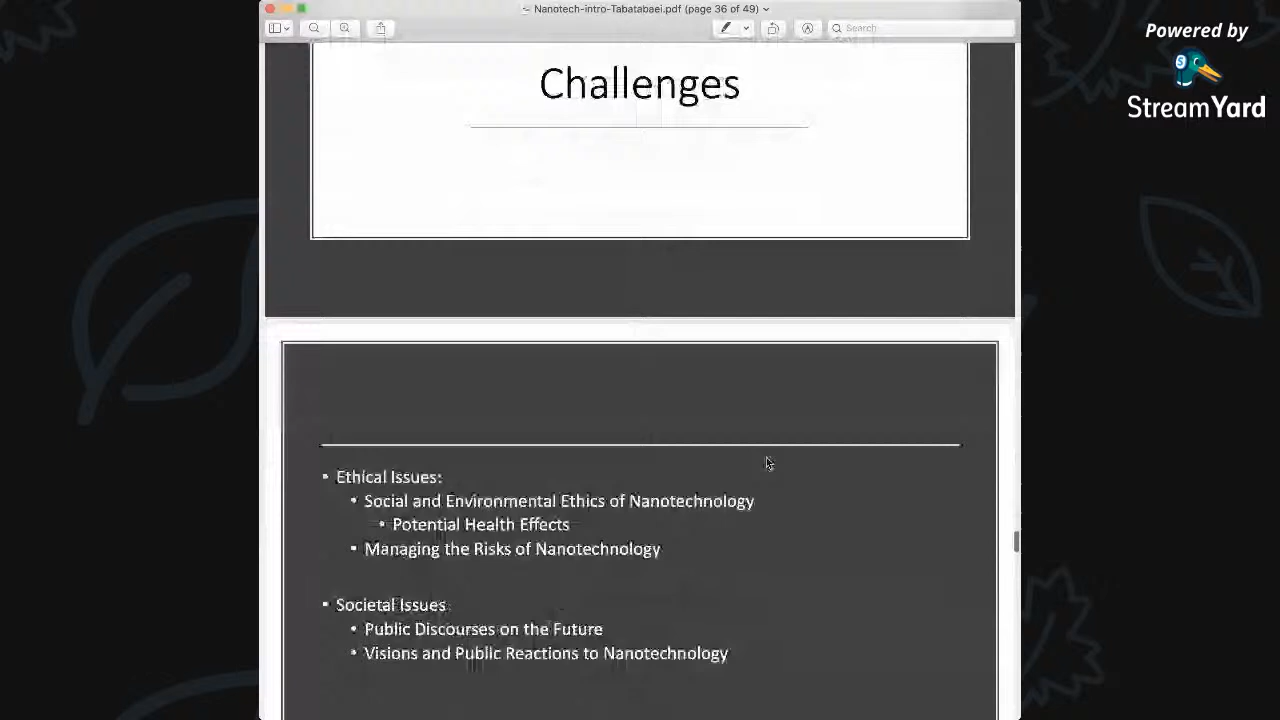 Nanotech-intro-Tabatabaei.pdf (page 36 of 49)
Search
Powered by
StreamYard
Challenges
▪ Ethical Issues:
• Social and Environmental Ethics of Nanotechnology
• Potential Health Effects
• Managing the Risks of Nanotechnology
▪ Societal Issues
• Public Discourses on the Future
• Visions and Public Reactions to Nanotechnology